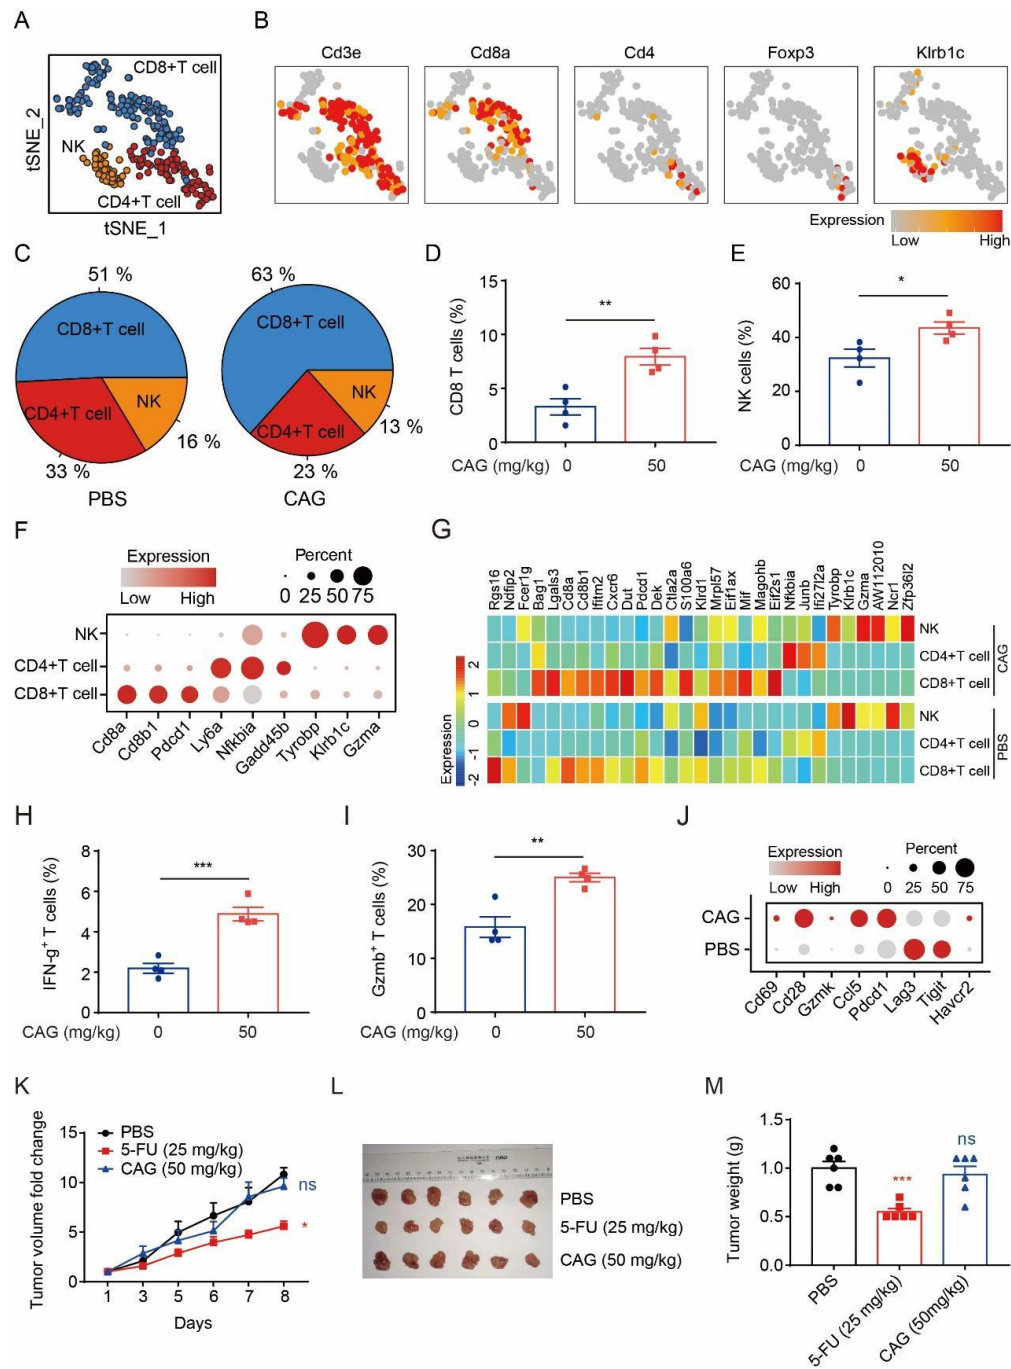 A
CD8+T cell
NK
CD4+T cell
tSNE_2
tSNE_1
B
Cd3e
Cd8a
Cd4
Foxp3
Klrb1c
Expression
Low
High
C
51 %
CD8+T cell
NK
CD4+T cell
16 %
33 %
PBS
63 %
CD8+T cell
NK
CD4+T cell
13 %
23 %
CAG
D
CD8 T cells (%)
15
10
5
0
**
CAG (mg/kg)
0
50
E
NK cells (%)
60
40
20
0
*
CAG (mg/kg)
0
50
F
Expression
Low
High
Percent
0 25 50 75
NK
CD4+T cell
CD8+T cell
Cd8a
Cd8b1
Pdcd1
Ly6a
Nfkbia
Gadd45b
Tyrobp
Klrb1c
Gzma
G
Rgs16
Ndfip2
Fcer1g
Bag1
Lgals3
Cd8a
Cd8b1
Ifitm2
Cxcr6
Dut
Pdcd1
Dek
Ctla2a
S100a6
Klrd1
Mrpl57
Eif1ax
Mif
Magohb
Eif2s1
Nfkbia
Junb
Ifi27l2a
Tyrobp
Klrb1c
Gzma
AW112010
Ncr1
Zfp36l2
NK
CD4+T cell
CD8+T cell
CAG
NK
CD4+T cell
CD8+T cell
PBS
Expression
2
1
0
-1
-2
H
IFN-g+ T cells (%)
8
6
4
2
0
***
CAG (mg/kg)
0
50
I
Gzmb+ T cells (%)
30
20
10
0
**
CAG (mg/kg)
0
50
J
Expression
Low
High
Percent
0 25 50 75
CAG
PBS
Cd69
Cd28
Gzmk
Ccl5
Pdcd1
Lag3
Tigit
Havcr2
K
Tumor volume fold change
15
10
5
0
PBS
5-FU (25 mg/kg)
CAG (50 mg/kg)
ns
*
1 3 5 6 7 8
Days
L
PBS
5-FU (25 mg/kg)
CAG (50 mg/kg)
M
Tumor weight (g)
1.5
1.0
0.5
0.0
***
ns
PBS
5-FU (25 mg/kg)
CAG (50mg/kg)